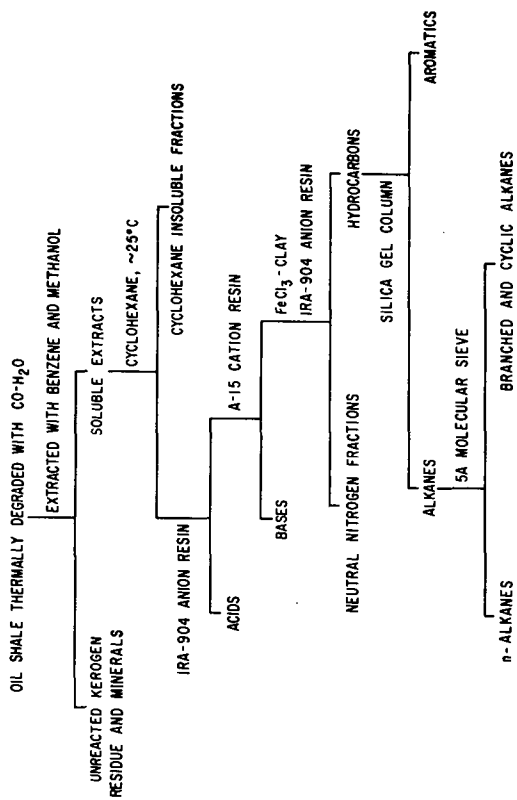 OIL SHALE THERMALLY DEGRADED WITH CO-H2O
EXTRACTED WITH BENZENE AND METHANOL
UNREACTED KEROGEN
RESIDUE AND MINERALS
SOLUBLE EXTRACTS
CYCLOHEXANE, ~25°C
IRA-904 ANION RESIN
CYCLOHEXANE INSOLUBLE FRACTIONS
ACIDS
A-15 CATION RESIN
BASES
FeCl3-CLAY
IRA-904 ANION RESIN
NEUTRAL NITROGEN FRACTIONS
HYDROCARBONS
SILICA GEL COLUMN
ALKANES
AROMATICS
5A MOLECULAR SIEVE
n-ALKANES
BRANCHED AND CYCLIC ALKANES